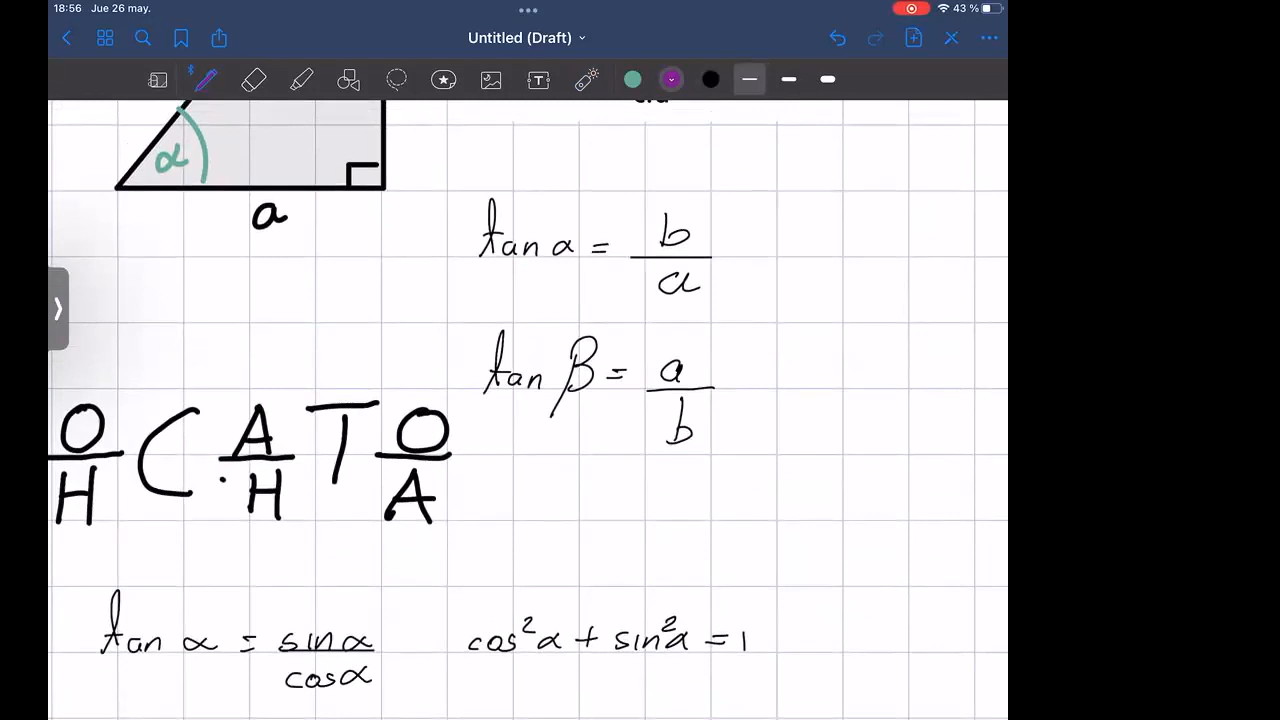 18:56 Jue 26 may. 43 %
Untitled (Draft)
T
α
a
tan α = b/a
tan β = a/b
O/H C A/H T O/A
tan α = sinα/cosα
cos²α + sin²α = 1